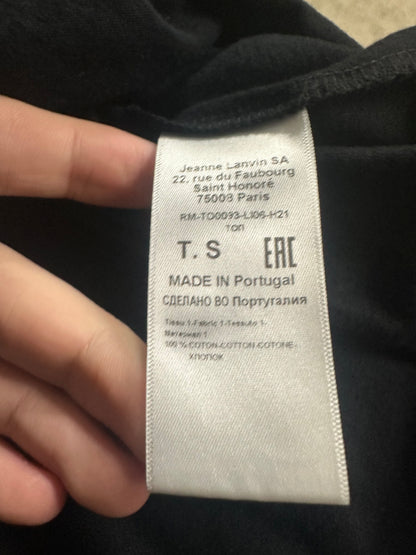 Jeanne Lanvin SA
22, rue du Faubourg
Saint Honoré
75008 Paris
RM-TO0093-LI06-H21
топ
T. S EAC
MADE IN Portugal
СДЕЛАНО ВО Португалия
Tissu 1-Fabric 1-Tessuto 1-
Материал 1
100 % COTON-COTTON-COTONE-
ХЛОПОК